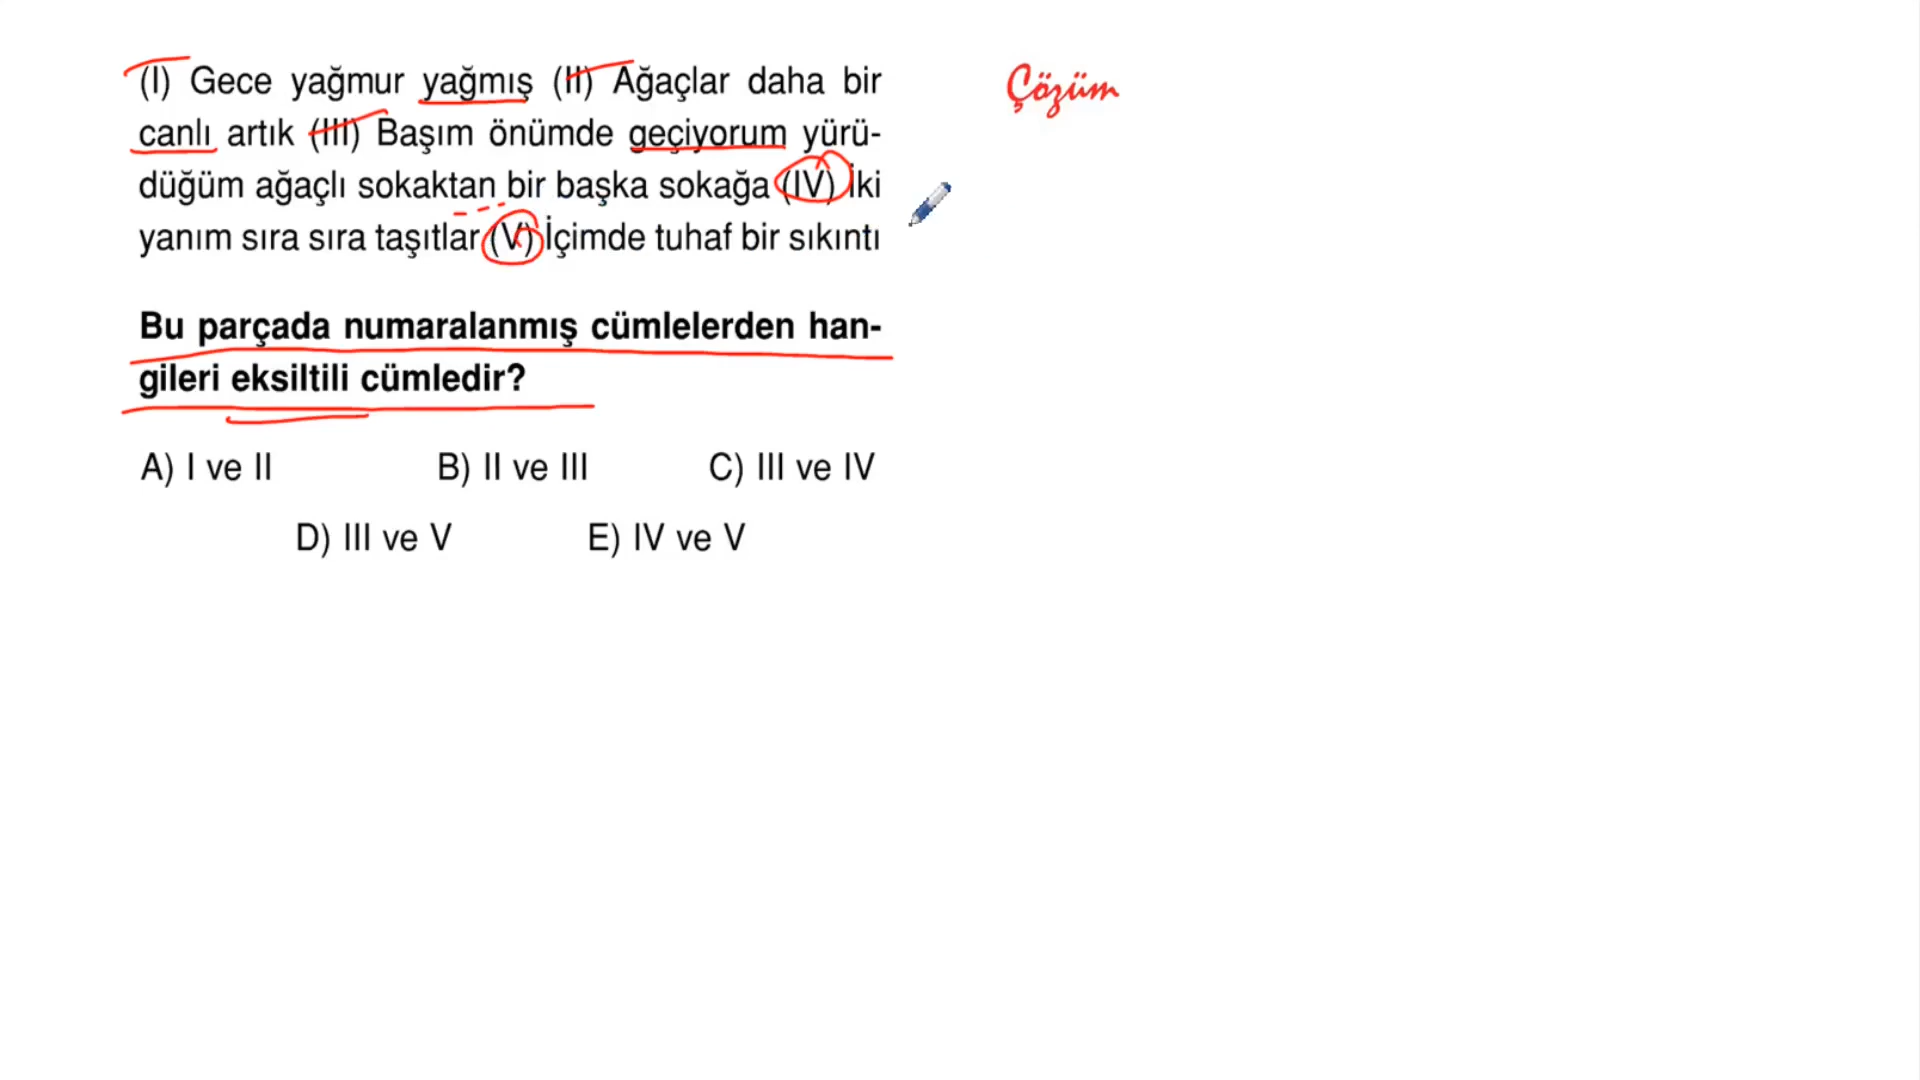 (I) Gece yağmur yağmış (II) Ağaçlar daha bir
canlı artık (III) Başım önümde geçiyorum yürü-
düğüm ağaçlı sokaktan bir başka sokağa (IV) İki
yanım sıra sıra taşıtlar (V) İçimde tuhaf bir sıkıntı
Bu parçada numaralanmış cümlelerden han-
gileri eksiltili cümledir?
A) I ve II B) II ve III C) III ve IV
D) III ve V E) IV ve V
Çözüm